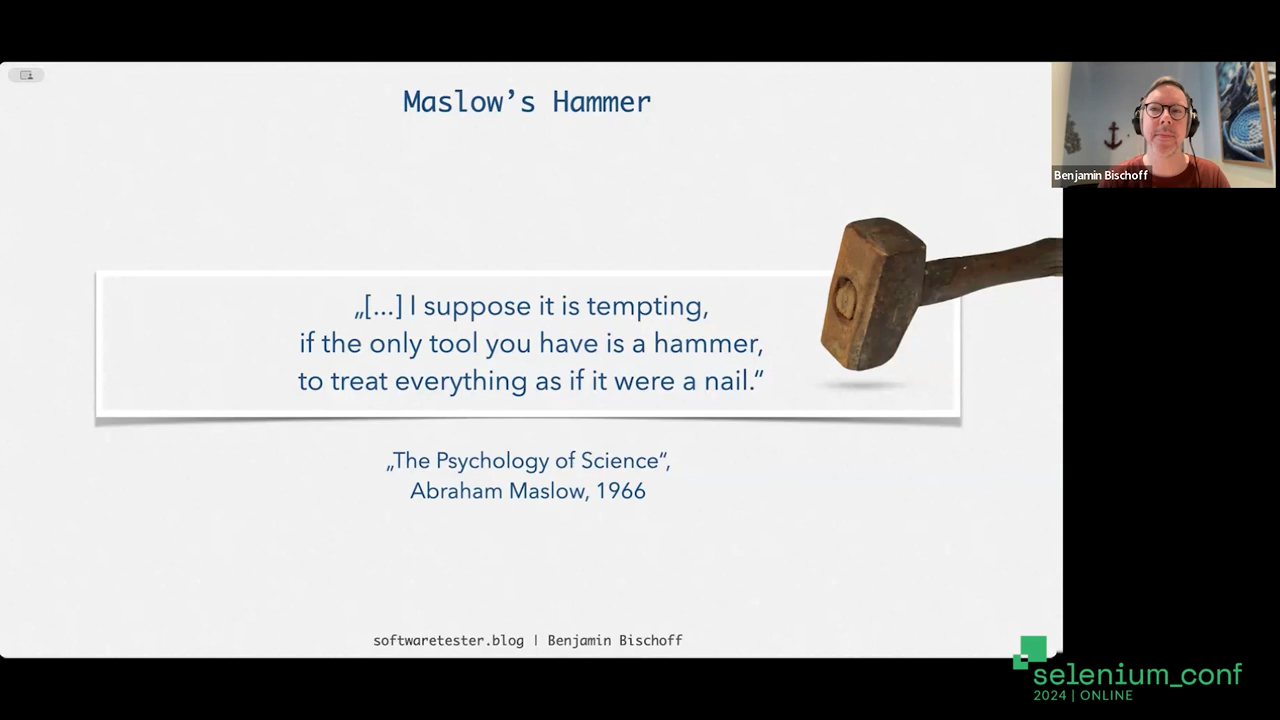 Maslow’s Hammer
„[...] I suppose it is tempting,
if the only tool you have is a hammer,
to treat everything as if it were a nail.“
„The Psychology of Science“,
Abraham Maslow, 1966
softwaretester.blog | Benjamin Bischoff
Benjamin Bischoff
selenium_conf
2024 | ONLINE